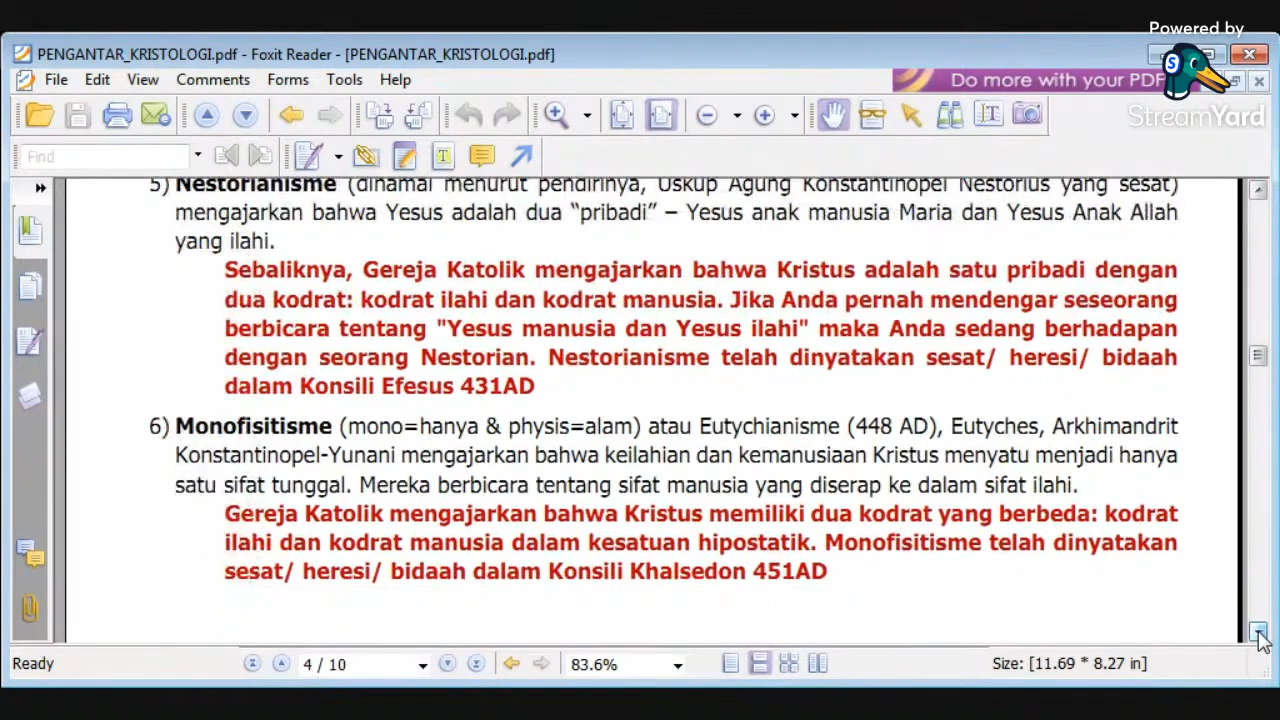 Powered by
PENGANTAR_KRISTOLOGI.pdf - Foxit Reader - [PENGANTAR_KRISTOLOGI.pdf]
File Edit View Comments Forms Tools Help
Do more with your PDF
StreamYard
Find
5) Nestorianisme (dinamai menurut pendirinya, Uskup Agung Konstantinopel Nestorius yang sesat)
mengajarkan bahwa Yesus adalah dua “pribadi” – Yesus anak manusia Maria dan Yesus Anak Allah
yang ilahi.
Sebaliknya, Gereja Katolik mengajarkan bahwa Kristus adalah satu pribadi dengan
dua kodrat: kodrat ilahi dan kodrat manusia. Jika Anda pernah mendengar seseorang
berbicara tentang "Yesus manusia dan Yesus ilahi" maka Anda sedang berhadapan
dengan seorang Nestorian. Nestorianisme telah dinyatakan sesat/ heresi/ bidaah
dalam Konsili Efesus 431AD
6) Monofisitisme (mono=hanya & physis=alam) atau Eutychianisme (448 AD), Eutyches, Arkhimandrit
Konstantinopel-Yunani mengajarkan bahwa keilahian dan kemanusiaan Kristus menyatu menjadi hanya
satu sifat tunggal. Mereka berbicara tentang sifat manusia yang diserap ke dalam sifat ilahi.
Gereja Katolik mengajarkan bahwa Kristus memiliki dua kodrat yang berbeda: kodrat
ilahi dan kodrat manusia dalam kesatuan hipostatik. Monofisitisme telah dinyatakan
sesat/ heresi/ bidaah dalam Konsili Khalsedon 451AD
Ready 4 / 10 83.6% Size: [11.69 * 8.27 in]